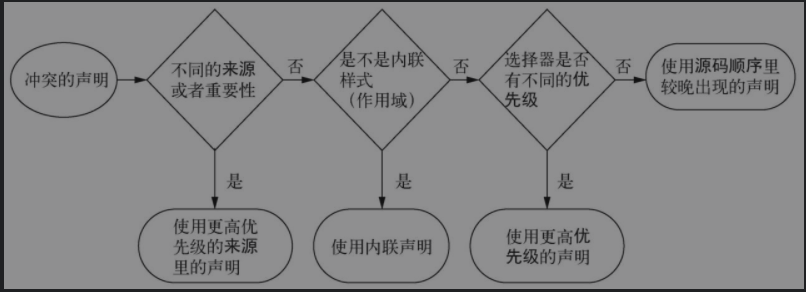 冲突的声明
不同的来源
或者重要性
否
是不是内联
样式
（作用域）
否
选择器是否
有不同的优
先级
否
使用源码顺序里
较晚出现的声明
是
使用更高优
先级的来源
里的声明
是
使用内联声明
是
使用更高优
先级的声明